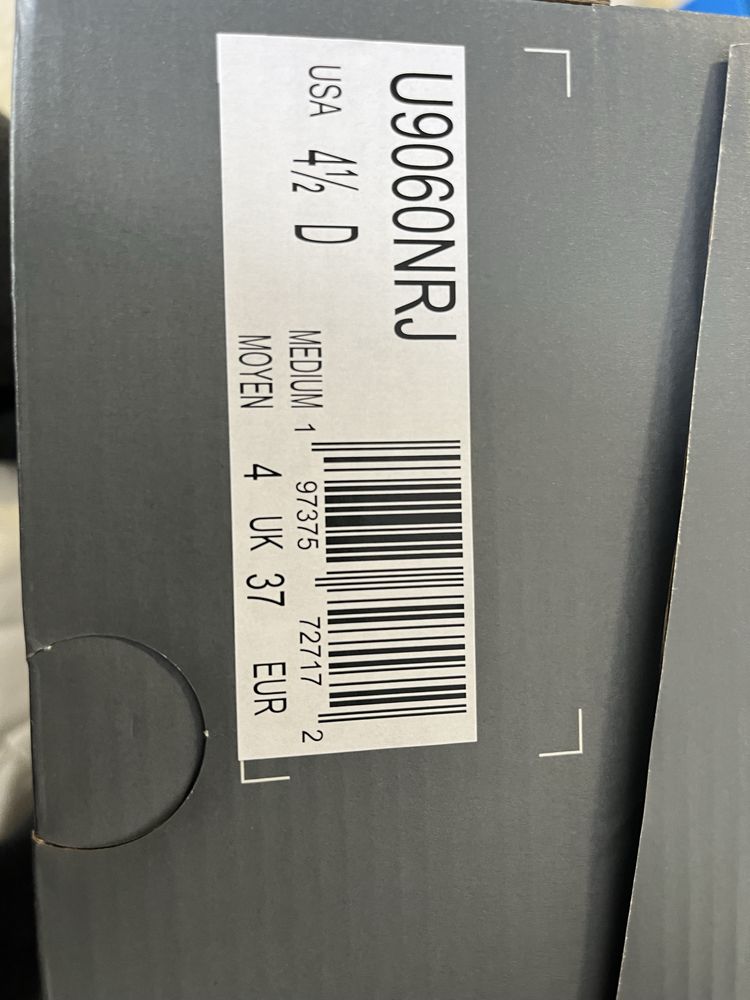 U9060NRJ
USA 4½ D
MEDIUM
MOYEN
1 97375 72717 2
4 UK 37 EUR